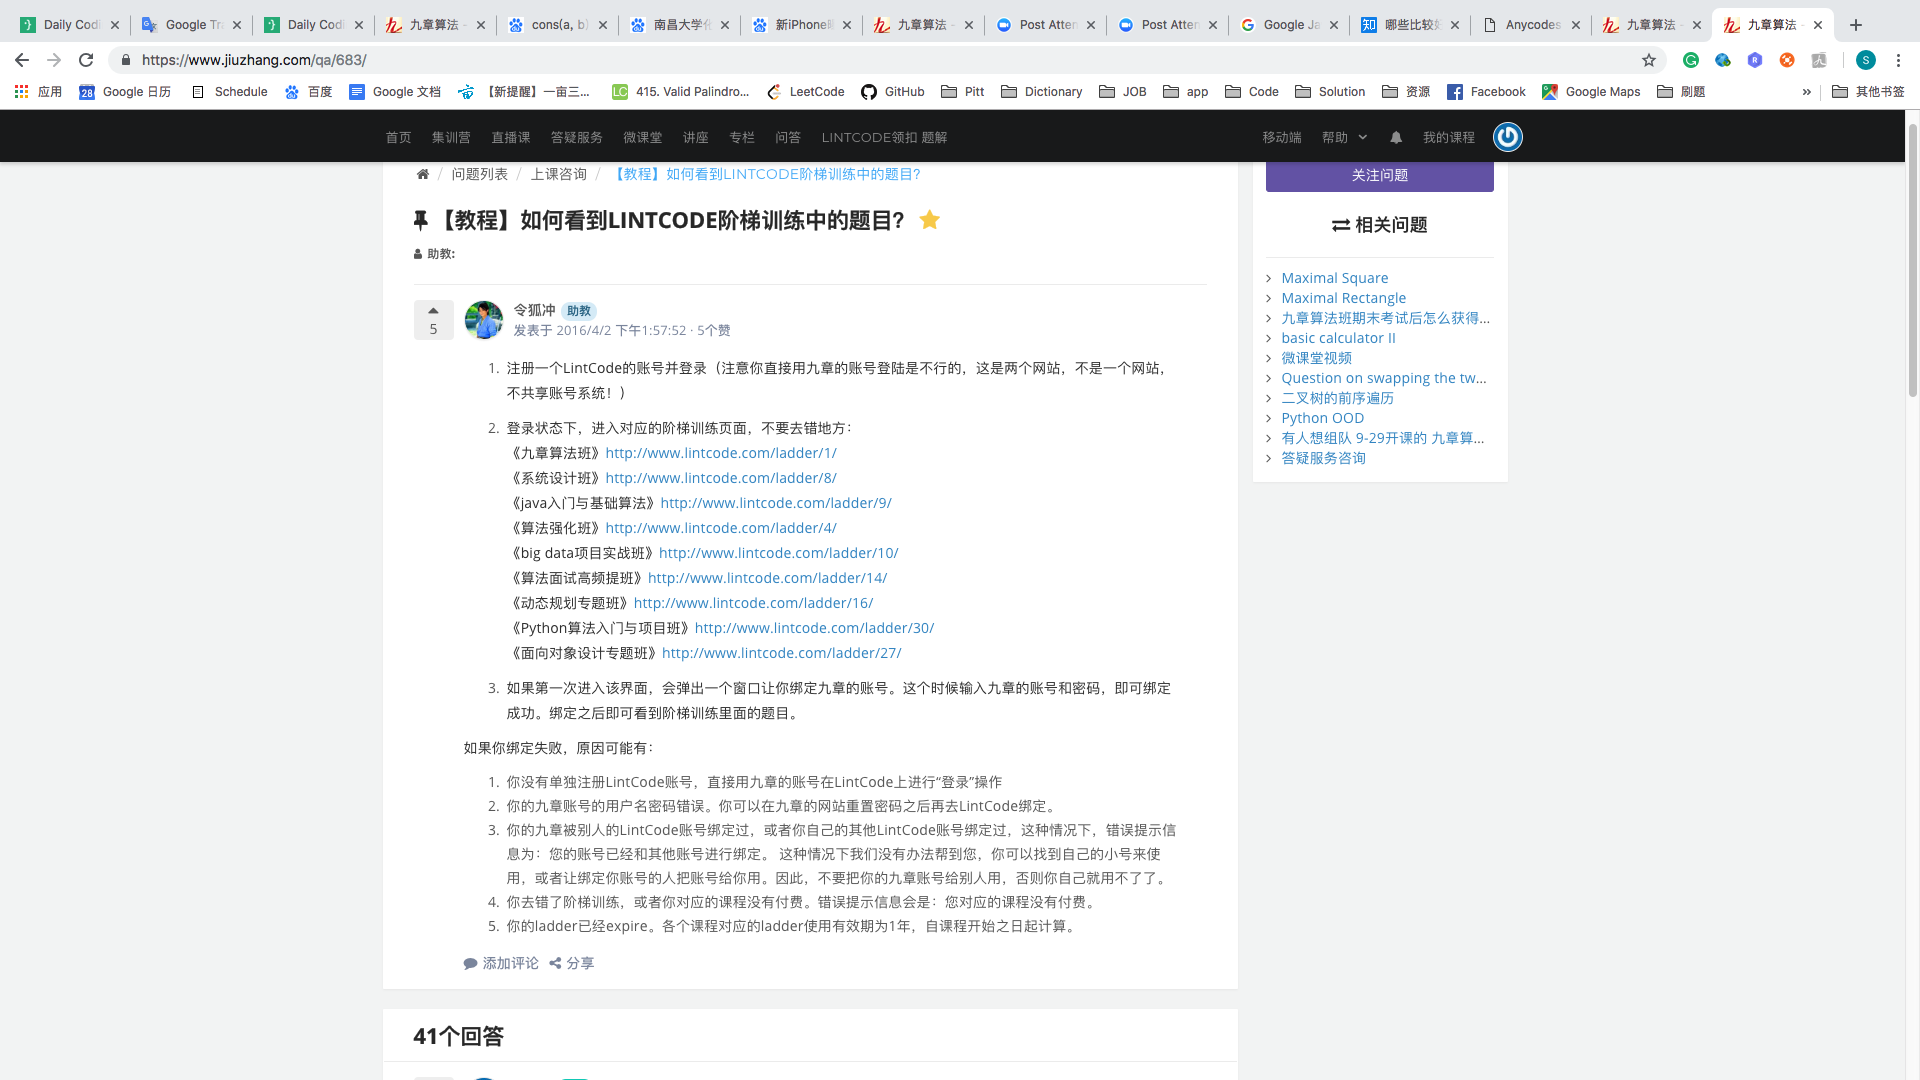 Daily Codi
Google Tra
Daily Codi
九章算法 -
cons(a, b)
南昌大学化
新iPhone曝
九章算法 -
Post Atten
Post Atten
Google Ja
哪些比较好
Anycodes
九章算法 -
九章算法 -
https://www.jiuzhang.com/qa/683/
S
应用
28 Google 日历
Schedule
百度
Google 文档
【新提醒】一亩三...
LC 415. Valid Palindro...
LeetCode
GitHub
Pitt
Dictionary
JOB
app
Code
Solution
资源
Facebook
Google Maps
刷题
»
其他书签
首页 集训营 直播课 答疑服务 微课堂 讲座 专栏 问答 LINTCODE领扣 题解
移动端 帮助 我的课程
/ 问题列表 / 上课咨询 / 【教程】如何看到LINTCODE阶梯训练中的题目?
【教程】如何看到LINTCODE阶梯训练中的题目?
助教:
5
令狐冲 助教
发表于 2016/4/2 下午1:57:52 · 5个赞
1. 注册一个LintCode的账号并登录（注意你直接用九章的账号登陆是不行的，这是两个网站，不是一个网站，
不共享账号系统！）
2. 登录状态下，进入对应的阶梯训练页面，不要去错地方：
《九章算法班》http://www.lintcode.com/ladder/1/
《系统设计班》http://www.lintcode.com/ladder/8/
《java入门与基础算法》http://www.lintcode.com/ladder/9/
《算法强化班》http://www.lintcode.com/ladder/4/
《big data项目实战班》http://www.lintcode.com/ladder/10/
《算法面试高频提班》http://www.lintcode.com/ladder/14/
《动态规划专题班》http://www.lintcode.com/ladder/16/
《Python算法入门与项目班》http://www.lintcode.com/ladder/30/
《面向对象设计专题班》http://www.lintcode.com/ladder/27/
3. 如果第一次进入该界面，会弹出一个窗口让你绑定九章的账号。这个时候输入九章的账号和密码，即可绑定
成功。绑定之后即可看到阶梯训练里面的题目。
如果你绑定失败，原因可能有：
1. 你没有单独注册LintCode账号，直接用九章的账号在LintCode上进行“登录”操作
2. 你的九章账号的用户名密码错误。你可以在九章的网站重置密码之后再去LintCode绑定。
3. 你的九章被别人的LintCode账号绑定过，或者你自己的其他LintCode账号绑定过，这种情况下，错误提示信
息为：您的账号已经和其他账号进行绑定。 这种情况下我们没有办法帮到您，你可以找到自己的小号来使
用，或者让绑定你账号的人把账号给你用。因此，不要把你的九章账号给别人用，否则你自己就用不了了。
4. 你去错了阶梯训练，或者你对应的课程没有付费。错误提示信息会是：您对应的课程没有付费。
5. 你的ladder已经expire。各个课程对应的ladder使用有效期为1年，自课程开始之日起计算。
添加评论 分享
41个回答
关注问题
相关问题
Maximal Square
Maximal Rectangle
九章算法班期末考试后怎么获得...
basic calculator II
微课堂视频
Question on swapping the tw...
二叉树的前序遍历
Python OOD
有人想组队 9-29开课的 九章算...
答疑服务咨询